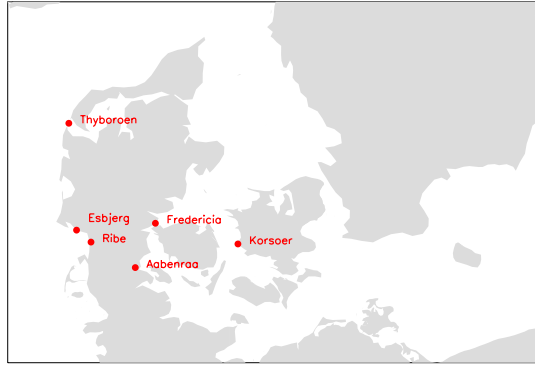 Thyboroen
Esbjerg
Fredericia
Ribe
Korsoer
Aabenraa